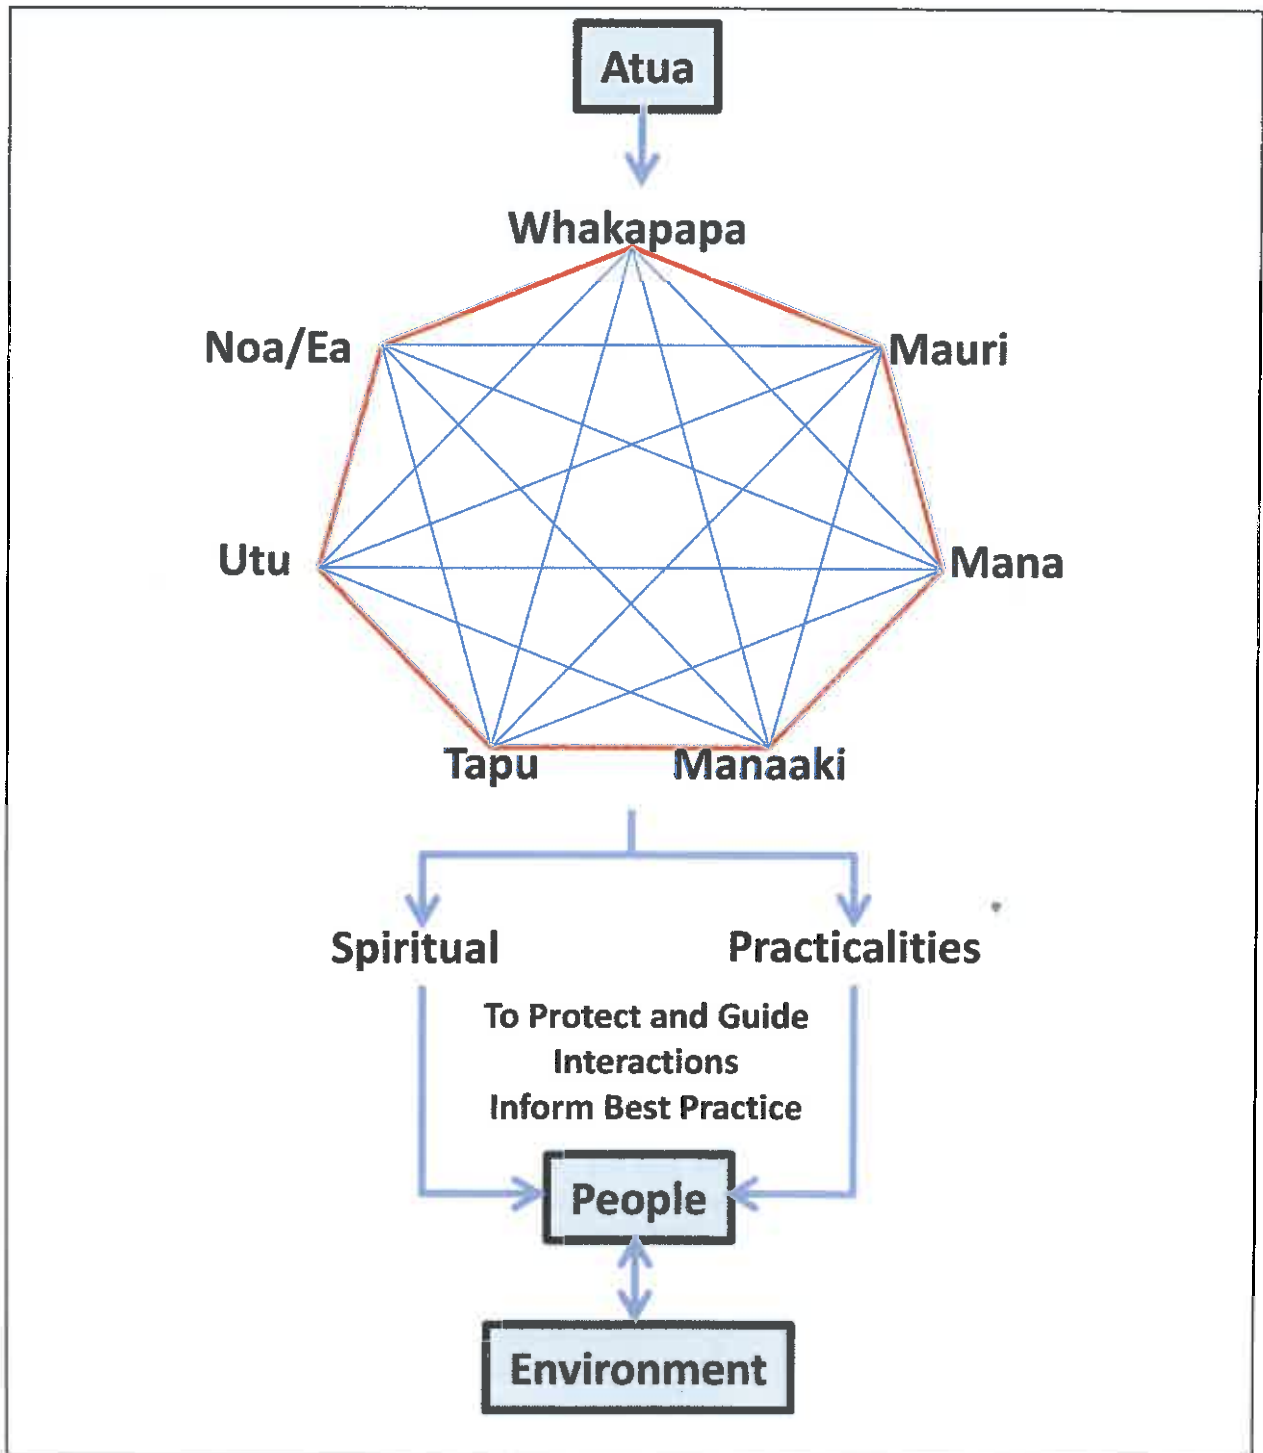 Atua
Whakapapa
Noa/Ea
Mauri
Utu
Mana
Tapu
Manaaki
Spiritual
Practicalities
To Protect and Guide
Interactions
Inform Best Practice
People
Environment